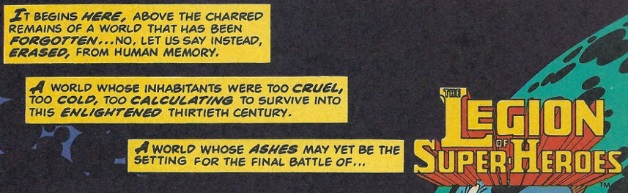 IT BEGINS HERE, ABOVE THE CHARRED
REMAINS OF A WORLD THAT HAS BEEN
FORGOTTEN...NO, LET US SAY INSTEAD,
ERASED, FROM HUMAN MEMORY.
A WORLD WHOSE INHABITANTS WERE TOO CRUEL,
TOO COLD, TOO CALCULATING TO SURVIVE INTO
THIS ENLIGHTENED THIRTIETH CENTURY.
A WORLD WHOSE ASHES MAY YET BE THE
SETTING FOR THE FINAL BATTLE OF...
THE
LEGION
OF
SUPER-HEROES
TM